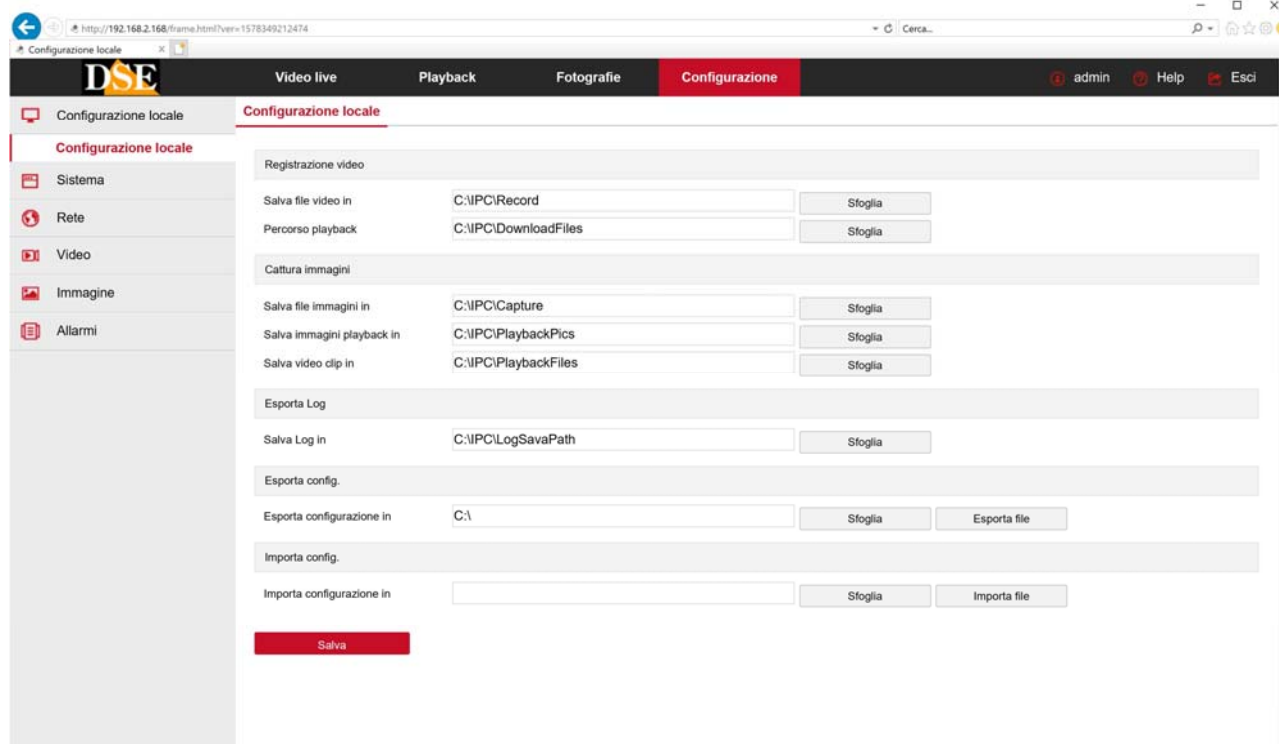 http://192.168.2.168/frame.html?ver=1578349212474
Cerca...
Configurazione locale
DSE
Video live
Playback
Fotografie
Configurazione
admin
Help
Esci
Configurazione locale
Configurazione locale
Sistema
Rete
Video
Immagine
Allarmi
Configurazione locale
Registrazione video
Salva file video in C:\IPC\Record Sfoglia
Percorso playback C:\IPC\DownloadFiles Sfoglia
Cattura immagini
Salva file immagini in C:\IPC\Capture Sfoglia
Salva immagini playback in C:\IPC\PlaybackPics Sfoglia
Salva video clip in C:\IPC\PlaybackFiles Sfoglia
Esporta Log
Salva Log in C:\IPC\LogSavaPath Sfoglia
Esporta config.
Esporta configurazione in C:\ Sfoglia Esporta file
Importa config.
Importa configurazione in Sfoglia Importa file
Salva